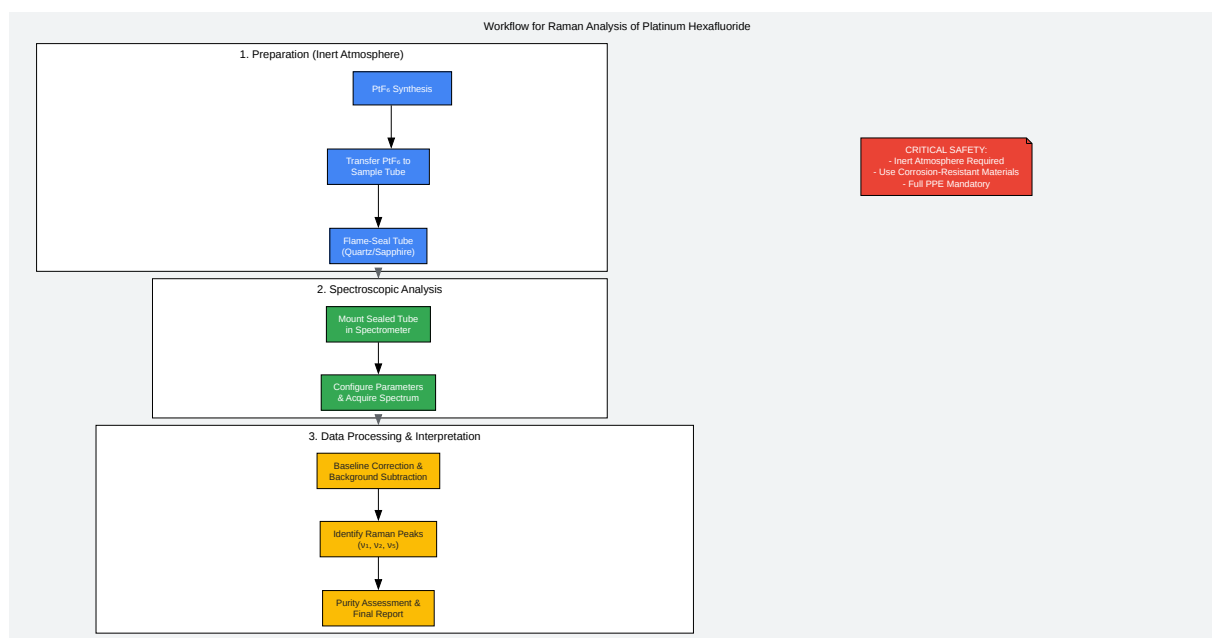 Workflow for Raman Analysis of Platinum Hexafluoride
1. Preparation (Inert Atmosphere)
PtF₆ Synthesis
Transfer PtF₆ to
Sample Tube
Flame-Seal Tube
(Quartz/Sapphire)
CRITICAL SAFETY:
- Inert Atmosphere Required
- Use Corrosion-Resistant Materials
- Full PPE Mandatory
2. Spectroscopic Analysis
Mount Sealed Tube
in Spectrometer
Configure Parameters
& Acquire Spectrum
3. Data Processing & Interpretation
Baseline Correction &
Background Subtraction
Identify Raman Peaks
(ν₁, ν₂, ν₅)
Purity Assessment &
Final Report